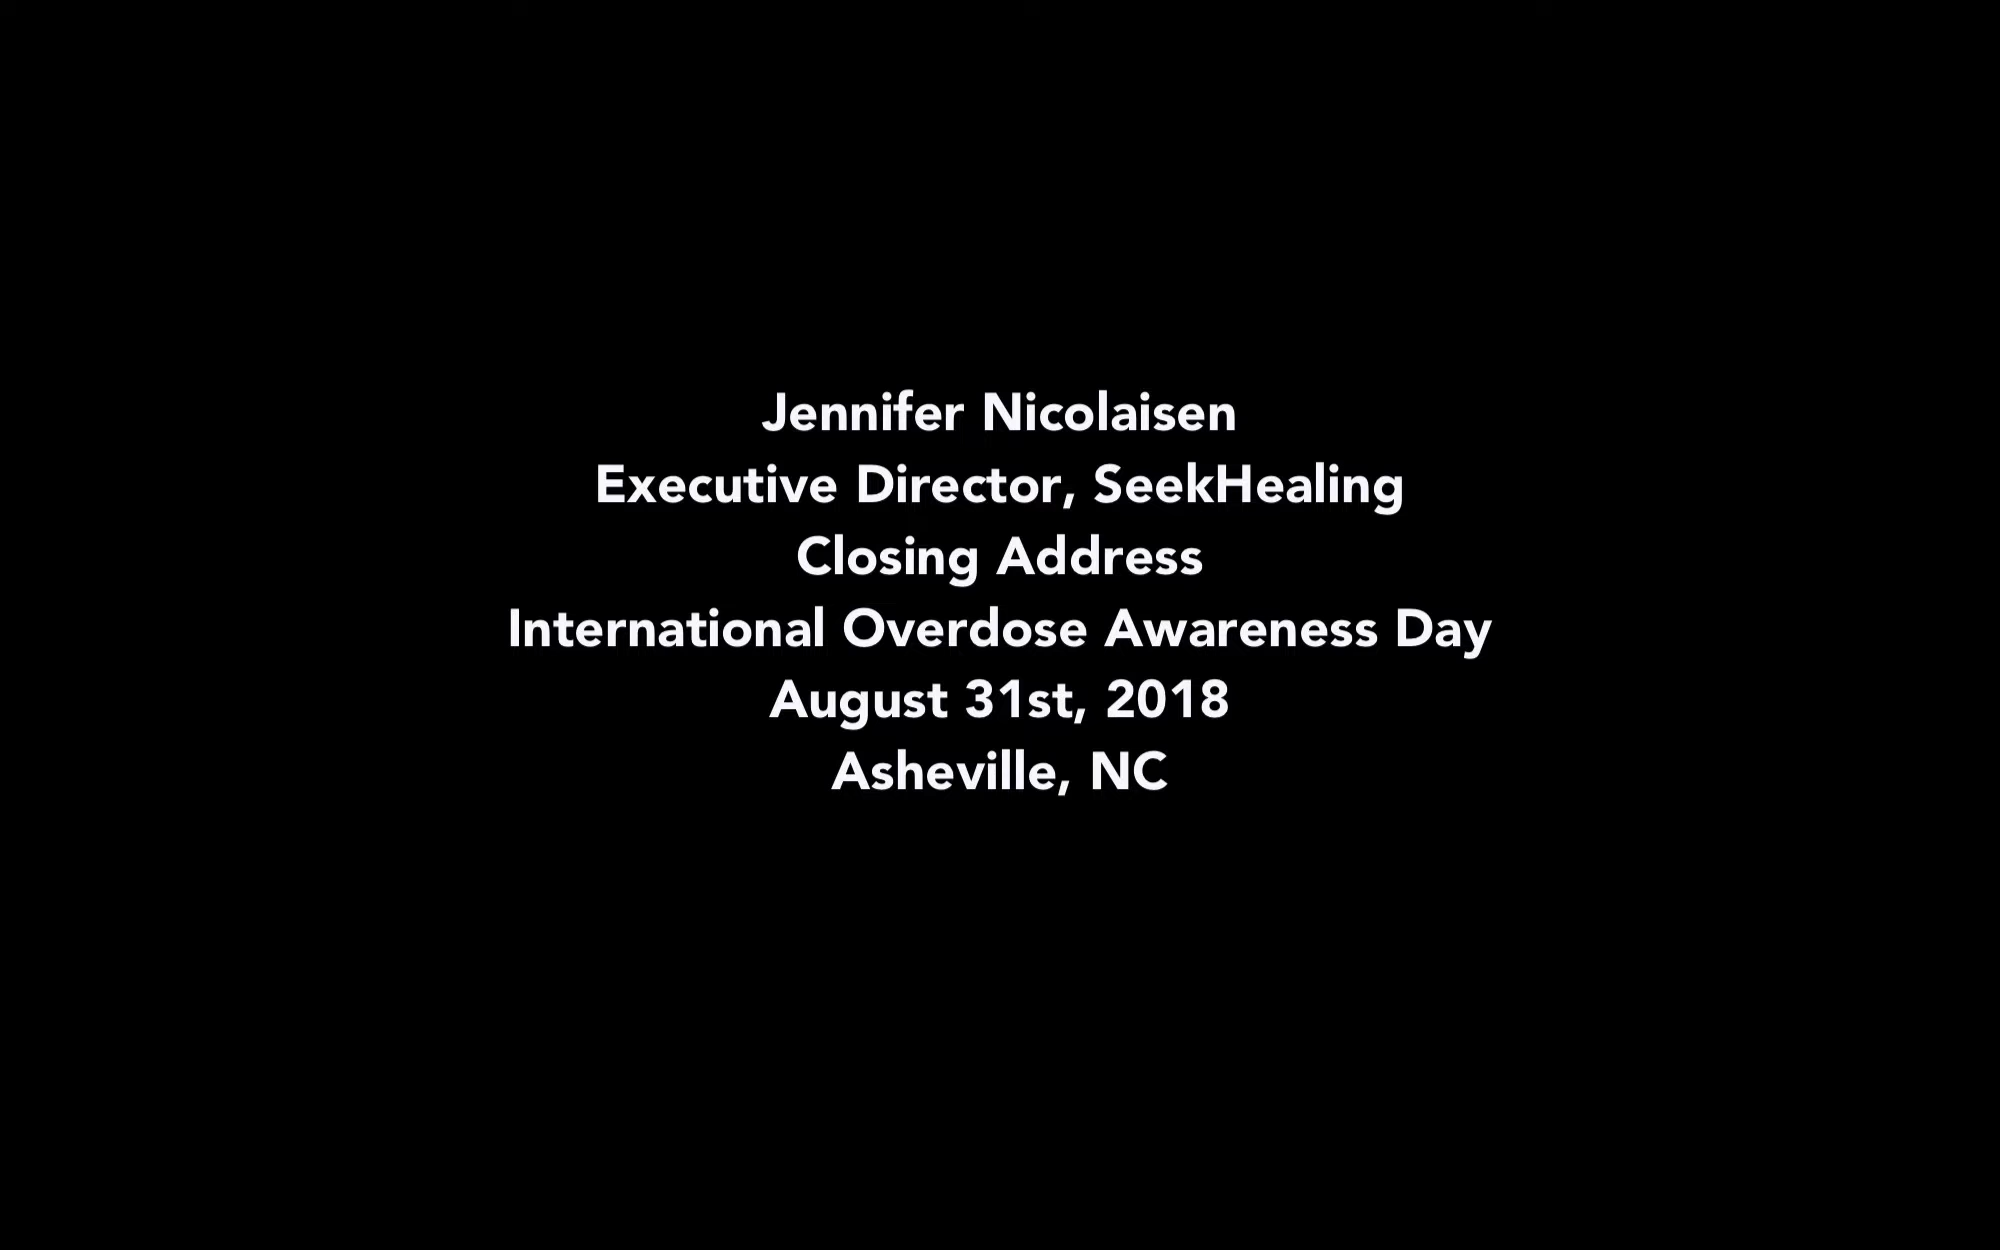 Jennifer Nicolaisen
Executive Director, SeekHealing
Closing Address
International Overdose Awareness Day
August 31st, 2018
Asheville, NC